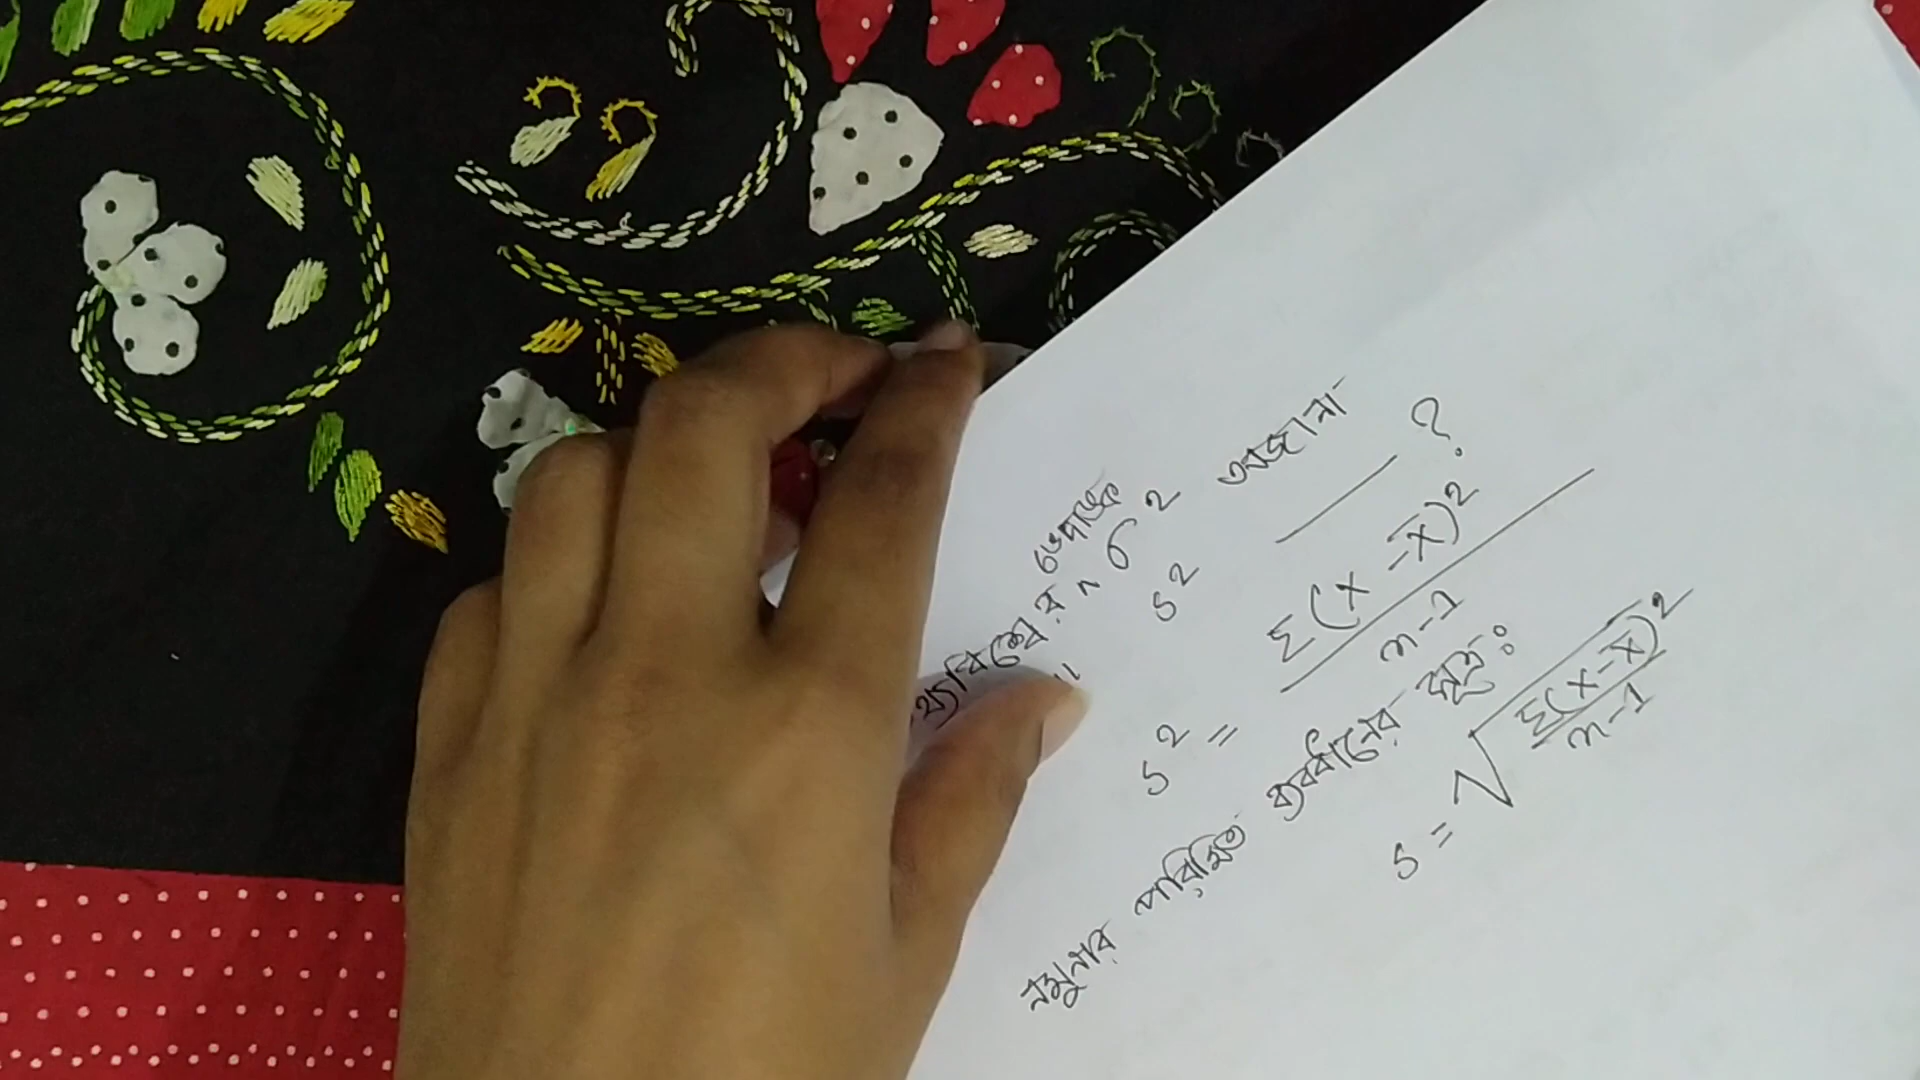 ভেদাঙ্ক σ² অজানা
s² ?
s² = Σ(x - x̄)² / n-1
নমুনার পরিমিত ব্যবধানের সূত্র:
s = √Σ(x-x̄)² / n-1